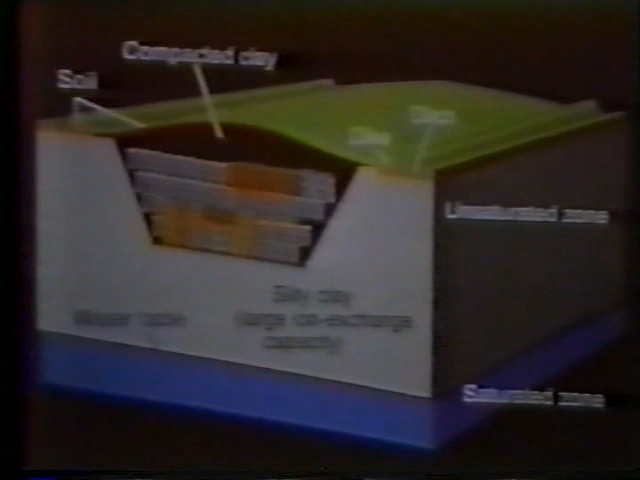 Compacted clay
Soil
Unsaturated zone
Silty clay
(large ion-exchange
capacity)
Water table
Saturated zone